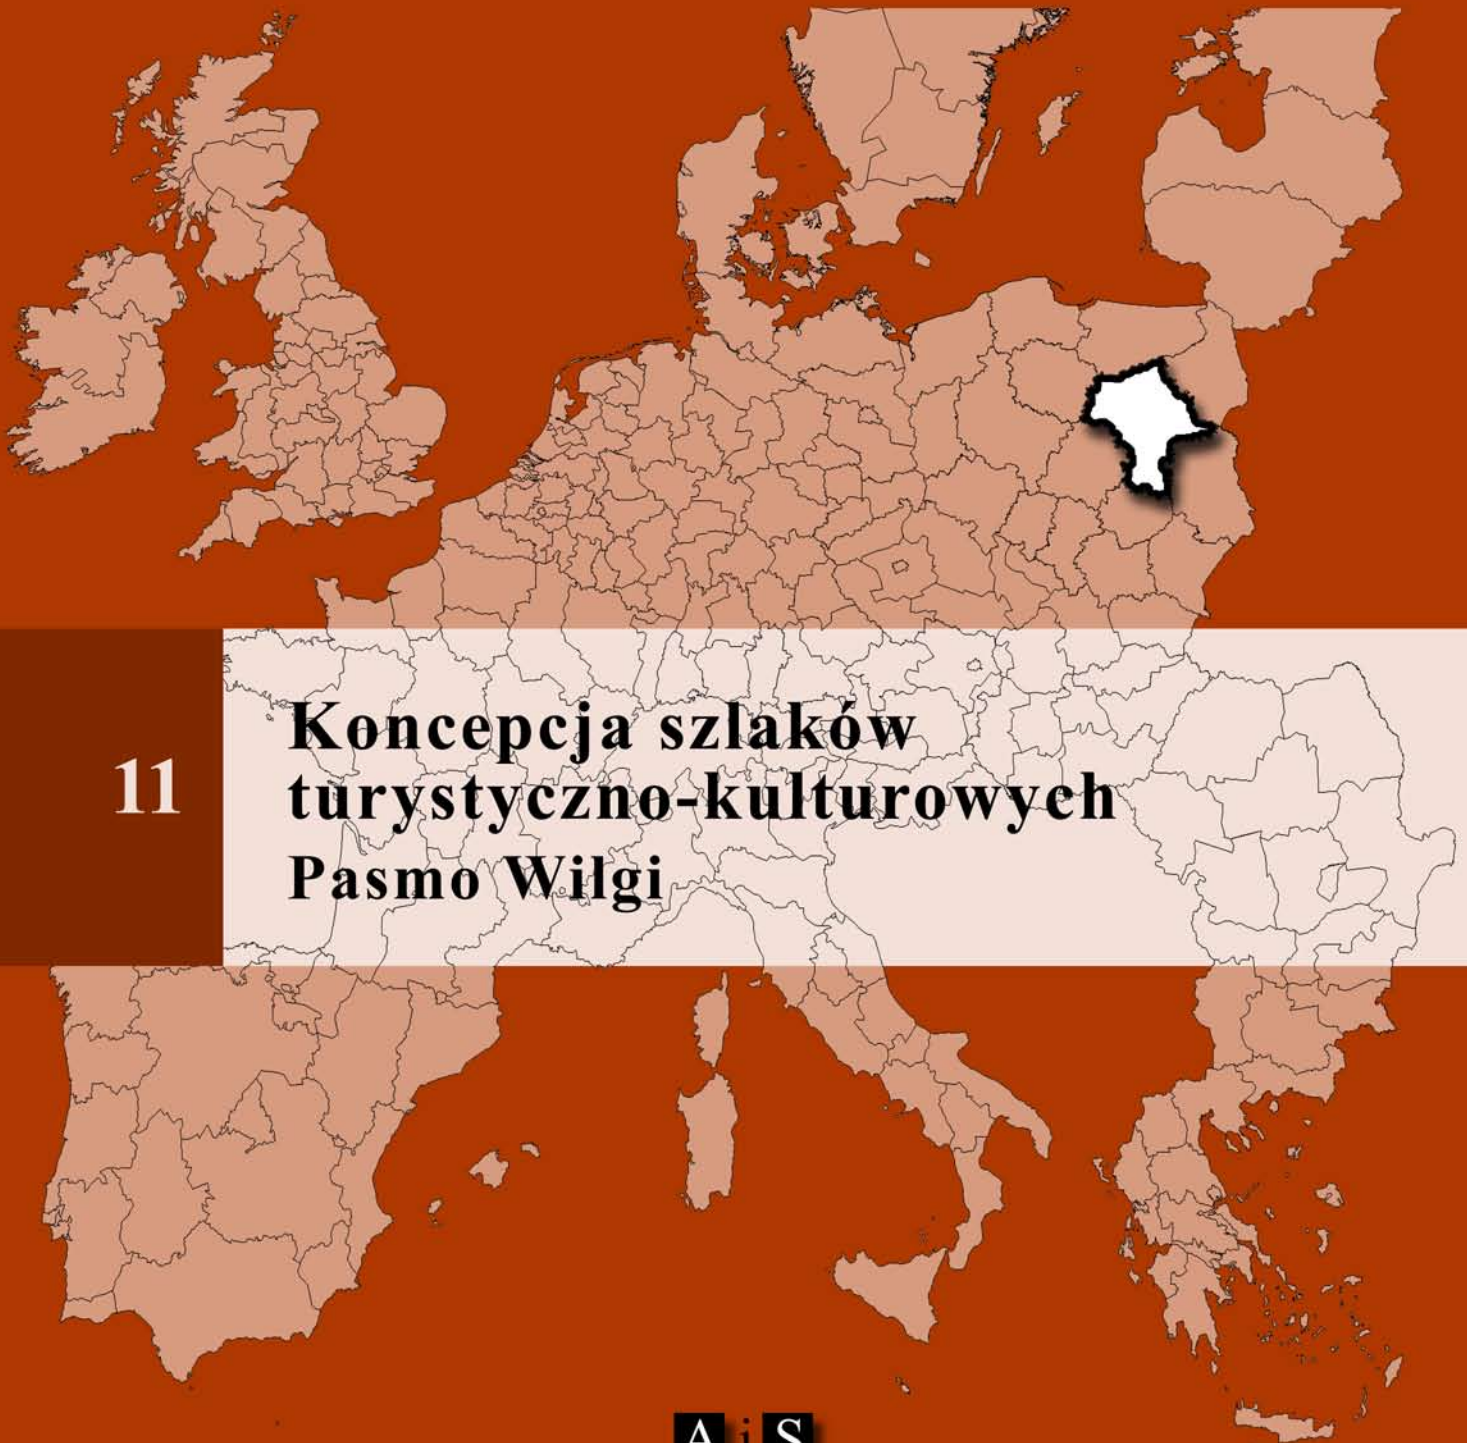 11
Koncepcja szlaków
turystyczno-kulturowych
Pasmo Wilgi
A i S